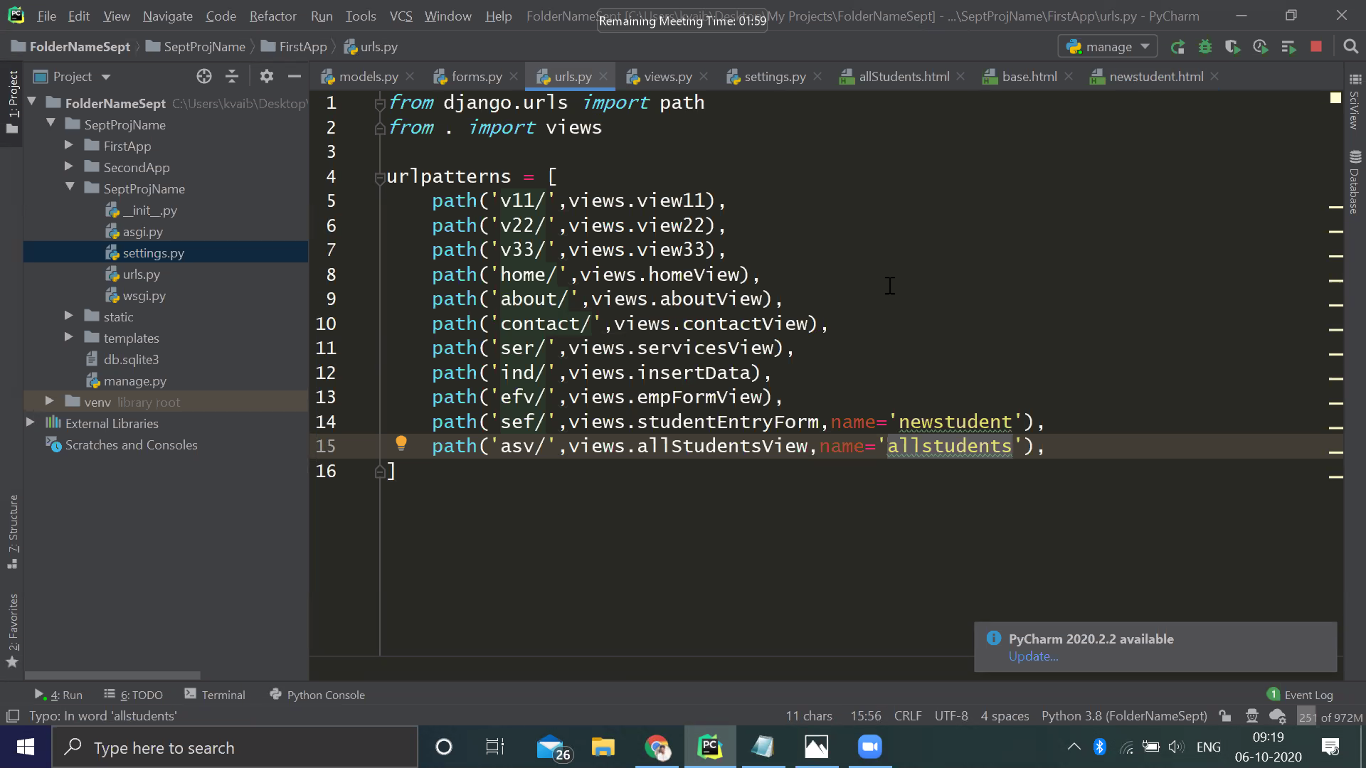 File Edit View Navigate Code Refactor Run Tools VCS Window Help FolderNameSept [C:\Users\kvaib\Desktop\My Projects\FolderNameSept] - ...\SeptProjName\FirstApp\urls.py - PyCharm
Remaining Meeting Time: 01:59
FolderNameSept SeptProjName FirstApp urls.py manage
Project models.py forms.py urls.py views.py settings.py allStudents.html base.html newstudent.html
1: Project
FolderNameSept C:\Users\kvaib\Desktop\
SeptProjName
FirstApp
SecondApp
SeptProjName
__init__.py
asgi.py
settings.py
urls.py
wsgi.py
static
templates
db.sqlite3
manage.py
venv library root
External Libraries
Scratches and Consoles
7: Structure
2: Favorites
1 from django.urls import path
2 from . import views
3
4 urlpatterns = [
5 path('v11/',views.view11),
6 path('v22/',views.view22),
7 path('v33/',views.view33),
8 path('home/',views.homeView),
9 path('about/',views.aboutView),
10 path('contact/',views.contactView),
11 path('ser/',views.servicesView),
12 path('ind/',views.insertData),
13 path('efv/',views.empFormView),
14 path('sef/',views.studentEntryForm,name='newstudent'),
15 path('asv/',views.allStudentsView,name='allstudents'),
16 ]
SciView
Database
PyCharm 2020.2.2 available
Update...
4: Run 6: TODO Terminal Python Console 1 Event Log
Typo: In word 'allstudents' 11 chars 15:56 CRLF UTF-8 4 spaces Python 3.8 (FolderNameSept) 251 of 972M
Type here to search 26 PC ENG 09:19
06-10-2020